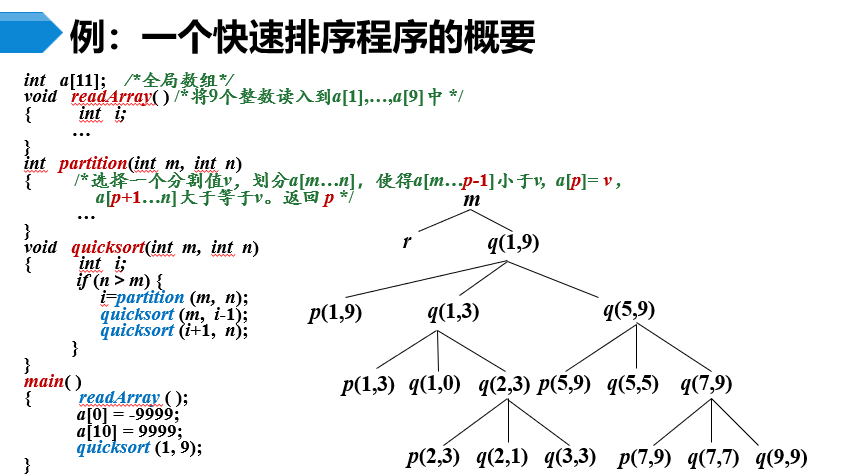 例：一个快速排序程序的概要
int a[11]; /*全局数组*/
void readArray( ) /*将9个整数读入到a[1],…,a[9]中 */
{ int i;
…
}
int partition(int m, int n)
{ /*选择一个分割值v，划分a[m…n]，使得a[m…p-1]小于v, a[p]= v ,
a[p+1…n]大于等于v。返回 p */
…
}
void quicksort(int m, int n)
{ int i;
if (n > m) {
i=partition (m, n);
quicksort (m, i-1);
quicksort (i+1, n);
}
}
main( )
{ readArray ( );
a[0] = -9999;
a[10] = 9999;
quicksort (1, 9);
}
m
r q(1,9)
p(1,9) q(1,3) q(5,9)
p(1,3) q(1,0) q(2,3) p(5,9) q(5,5) q(7,9)
p(2,3) q(2,1) q(3,3) p(7,9) q(7,7) q(9,9)